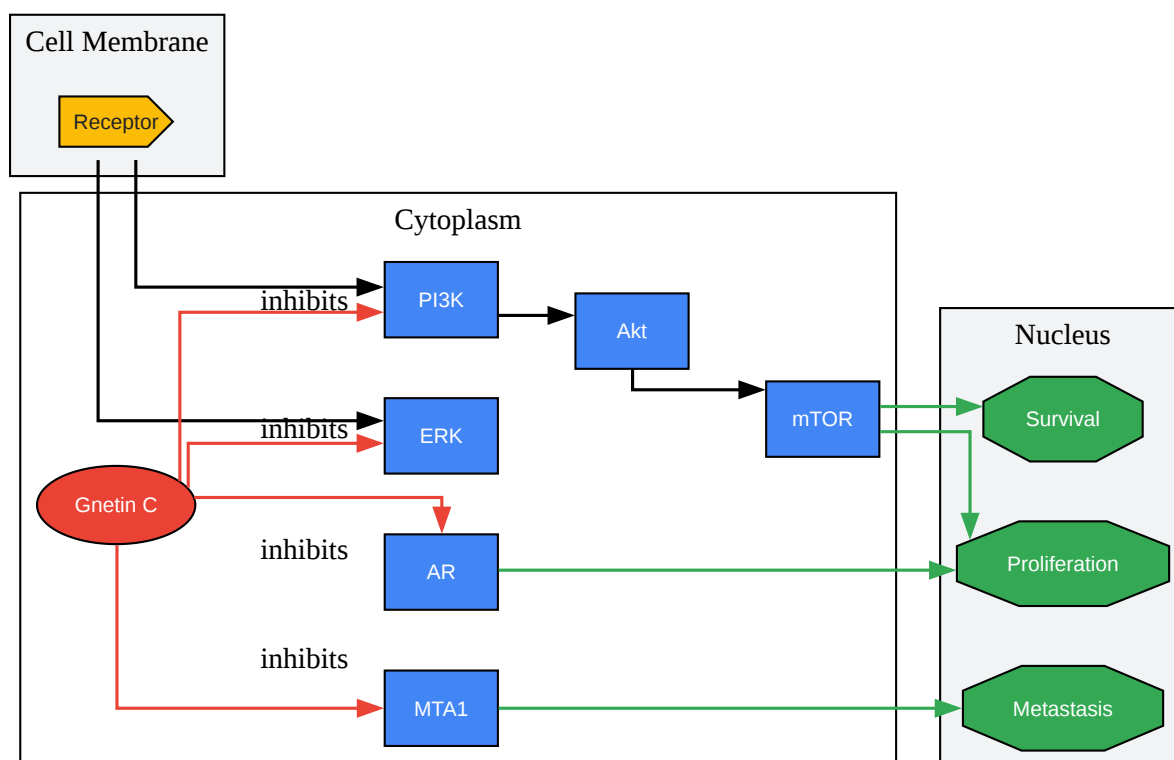 Cell Membrane
Receptor
Cytoplasm
inhibits
PI3K
Akt
Nucleus
mTOR
Survival
inhibits
ERK
Gnetin C
inhibits
AR
Proliferation
inhibits
MTA1
Metastasis